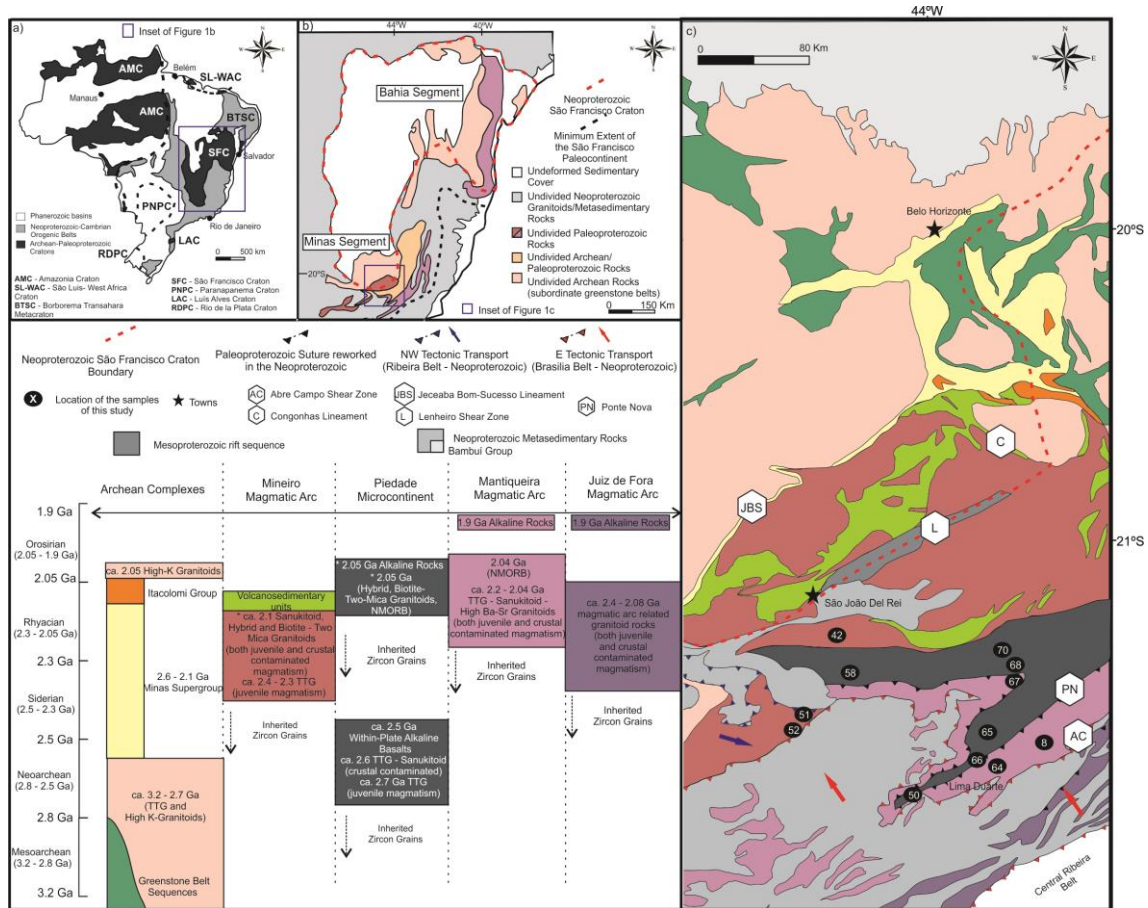 a)
Inset of Figure 1b
N
W
E
S
AMC
Belém
SL-WAC
Manaus
AMC
BTSC
SFC
Salvador
PNPC
Rio de Janeiro
LAC
RDPC
Phanerozoic basins
Neoproterozoic-Cambrian
Orogenic Belts
Archean-Paleoproterozoic
Cratons
0 500 km
AMC - Amazonia Craton
SL-WAC - São Luis- West Africa
Craton
BTSC - Borborema Transahara
Metacraton
SFC - São Francisco Craton
PNPC - Paranapanema Craton
LAC - Luis Alves Craton
RDPC - Rio de la Plata Craton
b)
44ºW
40ºW
Bahia Segment
Minas Segment
20ºS
Neoproterozoic
São Francisco Craton
Minimum Extent of
the São Francisco
Paleocontinent
Undeformed Sedimentary
Cover
Undivided Neoproterozoic
Granitoids/Metasedimentary
Rocks
Undivided Paleoproterozoic
Rocks
Undivided Archean/
Paleoproterozoic Rocks
Undivided Archean Rocks
(subordinate greenstone belts)
Inset of Figure 1c
0 150 Km
Neoproterozoic São Francisco Craton
Boundary
Paleoproterozoic Suture reworked
in the Neoproterozoic
NW Tectonic Transport
(Ribeira Belt - Neoproterozoic)
E Tectonic Transport
(Brasilia Belt - Neoproterozoic)
X Location of the samples
of this study
Towns
AC Abre Campo Shear Zone
C Congonhas Lineament
JBS Jeceaba Bom-Sucesso Lineament
L Lenheiro Shear Zone
PN Ponte Nova
Mesoproterozoic rift sequence
Neoproterozoic Metasedimentary Rocks
Bambuí Group
Archean Complexes
Mineiro
Magmatic Arc
Piedade
Microcontinent
Mantiqueira
Magmatic Arc
Juiz de Fora
Magmatic Arc
1.9 Ga
Orosirian
(2.05 - 1.9 Ga)
2.05 Ga
Rhyacian
(2.3 - 2.05 Ga)
2.3 Ga
Siderian
(2.5 - 2.3 Ga)
2.5 Ga
Neoarchean
(2.8 - 2.5 Ga)
2.8 Ga
Mesoarchean
(3.2 - 2.8 Ga)
3.2 Ga
ca. 2.05 High-K Granitoids
Itacolomi Group
2.6 - 2.1 Ga
Minas Supergroup
ca. 3.2 - 2.7 Ga
(TTG and
High K-Granitoids)
Greenstone Belt
Sequences
Volcanosedimentary
units
* ca. 2.1 Sanukitoid,
Hybrid and Biotite - Two
Mica Granitoids
(both juvenile and crustal
contaminated
magmatism)
ca. 2.4 - 2.3 TTG
(juvenile magmatism)
Inherited
Zircon Grains
* 2.05 Ga Alkaline Rocks
* 2.05 Ga
(Hybrid, Biotite-
Two-Mica Granitoids,
NMORB)
Inherited
Zircon Grains
ca. 2.5 Ga
Within-Plate Alkaline
Basalts
ca. 2.6 TTG - Sanukitoid
(crustal contaminated)
ca. 2.7 Ga TTG
(juvenile magmatism)
Inherited
Zircon Grains
1.9 Ga Alkaline Rocks
2.04 Ga
(NMORB)
ca. 2.2 - 2.04 Ga
TTG - Sanukitoid -
High Ba-Sr Granitoids
(both juvenile and crustal
contaminated magmatism)
Inherited
Zircon Grains
1.9 Ga Alkaline Rocks
ca. 2.4 - 2.08 Ga
magmatic arc related
granitoid rocks
(both juvenile
and crustal
contaminated
magmatism)
Inherited
Zircon Grains
c)
44ºW
0 80 Km
N
W
E
S
Belo Horizonte
20ºS
C
JBS
L
21ºS
São João Del Rei
42
70
58
68
67
PN
51
52
65
8
AC
66
64
Lima Duarte
50
Central Ribeira
Belt